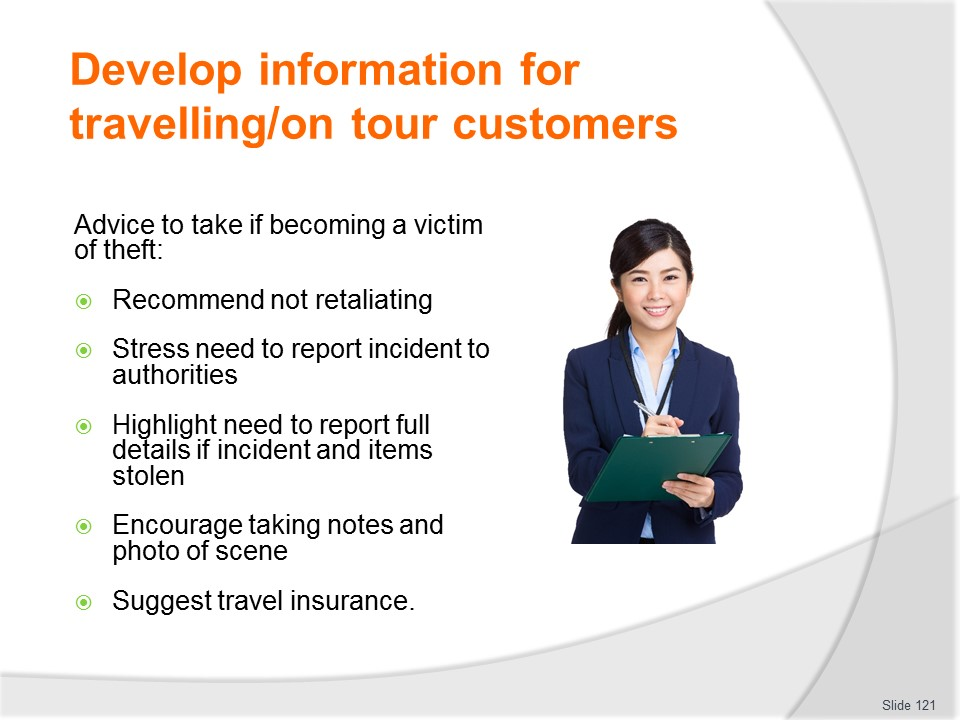 Develop information for
travelling/on tour customers
Advice to take if becoming a victim
of theft:
Recommend not retaliating
Stress need to report incident to
authorities
Highlight need to report full
details if incident and items
stolen
Encourage taking notes and
photo of scene
Suggest travel insurance.
Slide 121